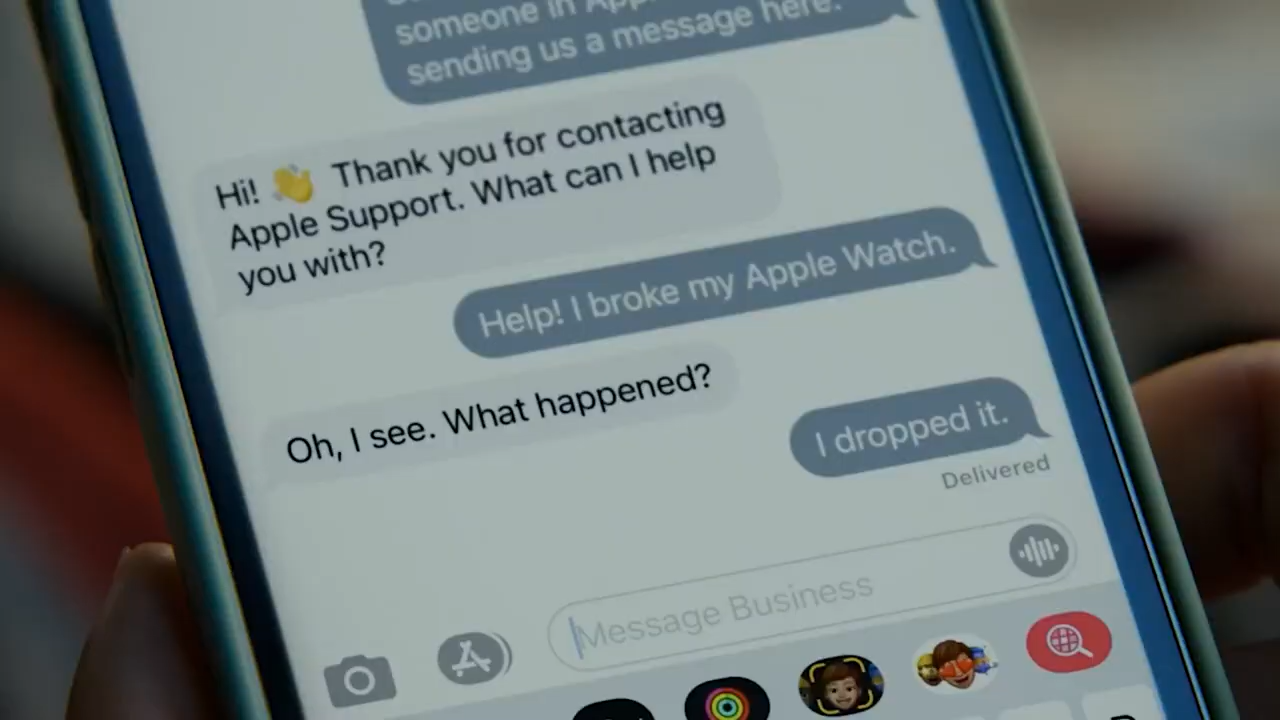 someone in
sending us a message here.
Hi! 👋 Thank you for contacting
Apple Support. What can I help
you with?
Help! I broke my Apple Watch.
Oh, I see. What happened?
I dropped it.
Delivered
Message Business